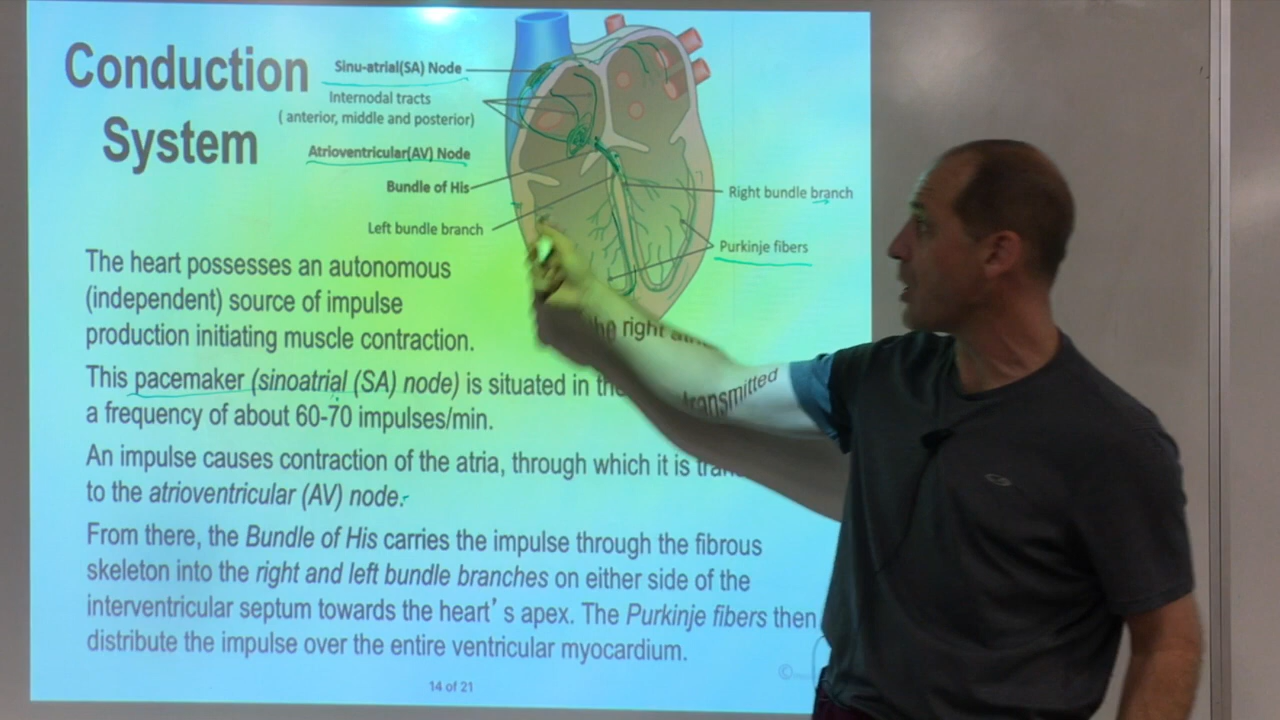 Conduction
System
Sinu-atrial(SA) Node
Internodal tracts
( anterior, middle and posterior)
Atrioventricular(AV) Node
Bundle of His
Left bundle branch
Right bundle branch
Purkinje fibers
The heart possesses an autonomous
(independent) source of impulse
production initiating muscle contraction.
the right
This pacemaker (sinoatrial (SA) node) is situated in
a frequency of about 60-70 impulses/min.
transmitted
An impulse causes contraction of the atria, through which it is
to the atrioventricular (AV) node.
From there, the Bundle of His carries the impulse through the fibrous
skeleton into the right and left bundle branches on either side of the
interventricular septum towards the heart's apex. The Purkinje fibers then
distribute the impulse over the entire ventricular myocardium.
14 of 21
©